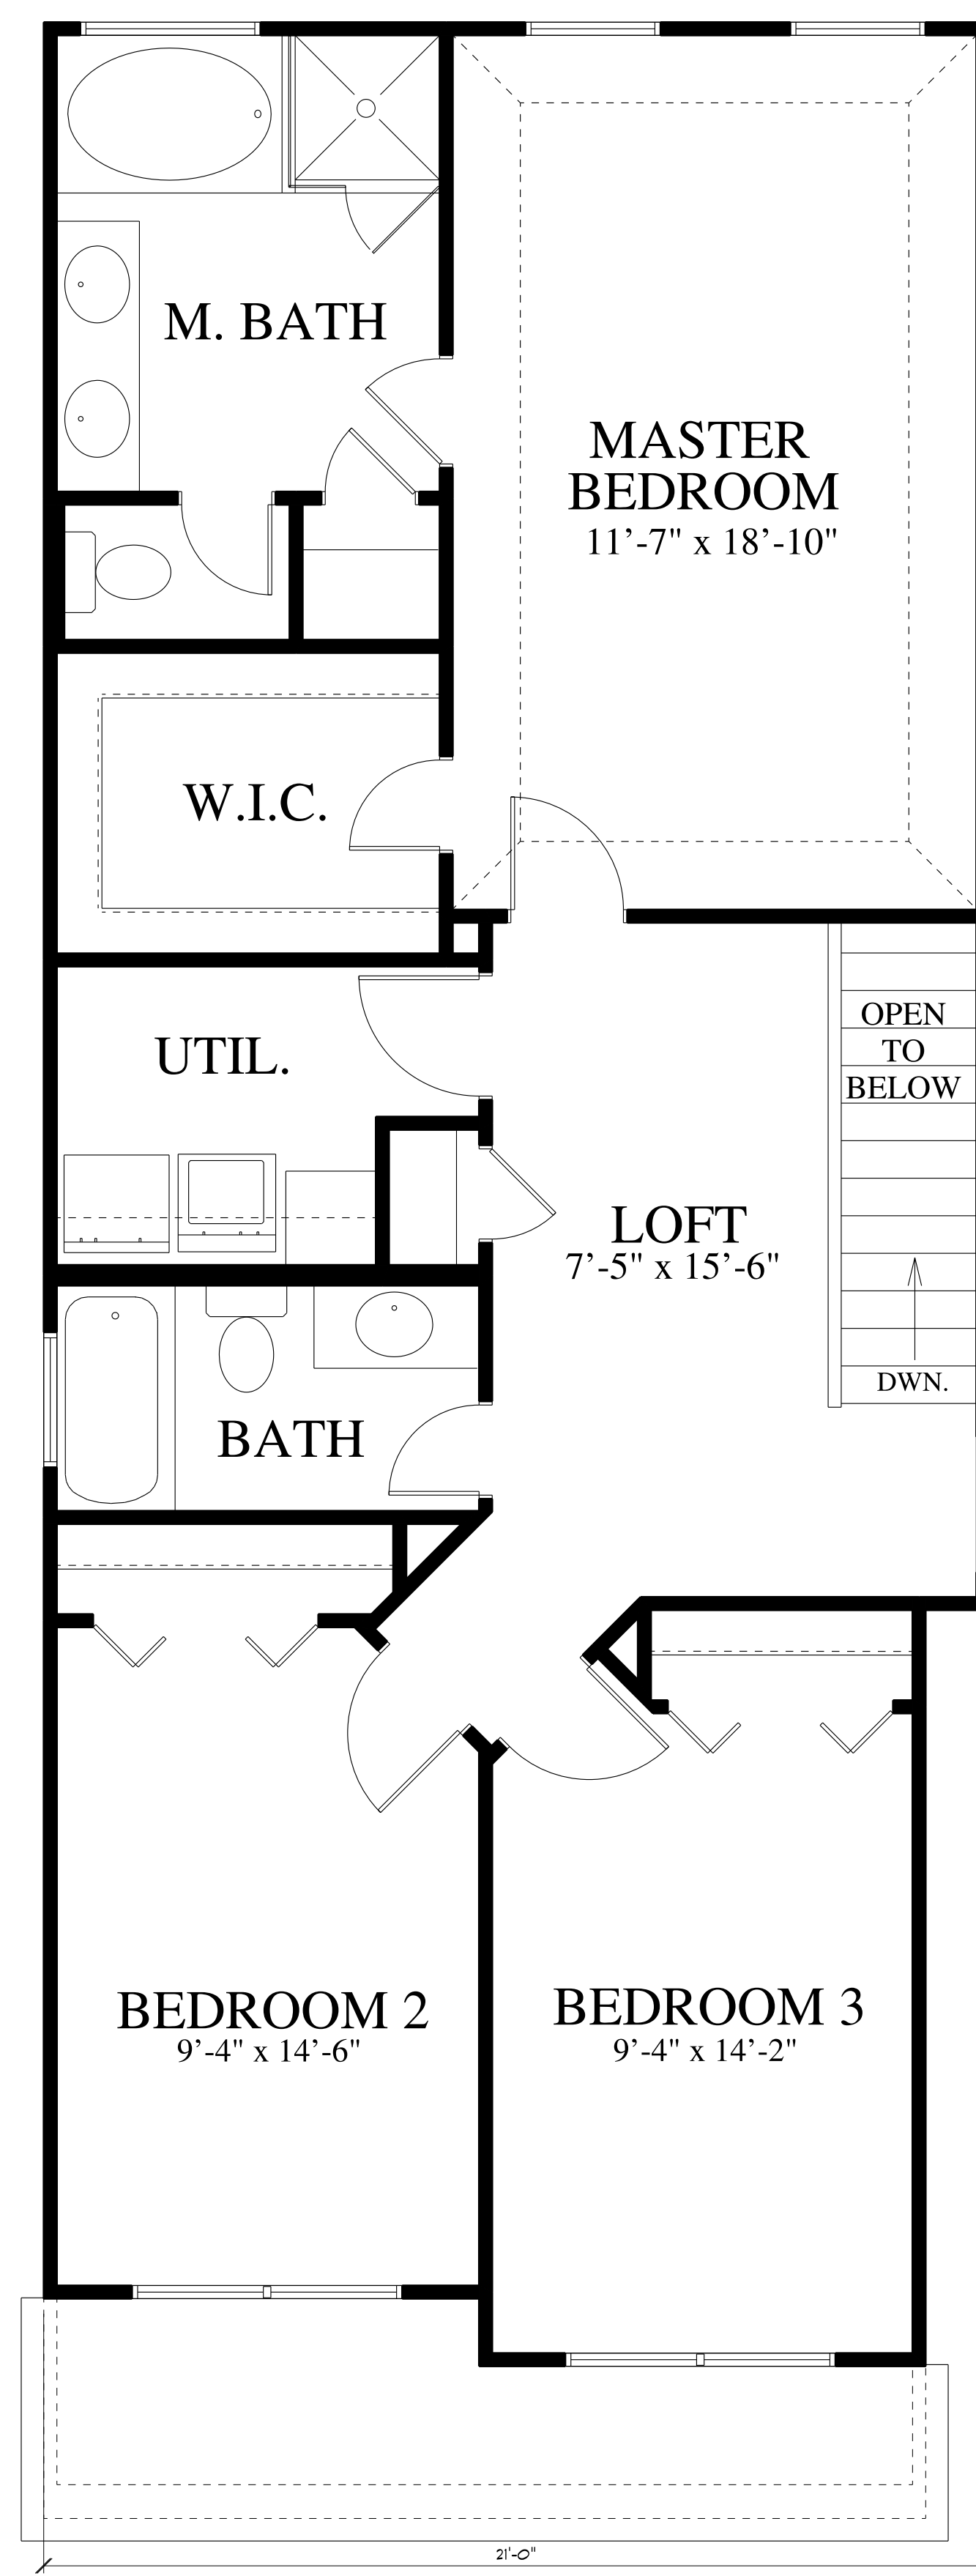 M. BATH
MASTER
BEDROOM
11'-7" x 18'-10"
W.I.C.
UTIL.
OPEN
TO
BELOW
LOFT
7'-5" x 15'-6"
DWN.
BATH
BEDROOM 2
9'-4" x 14'-6"
BEDROOM 3
9'-4" x 14'-2"
21'-0"